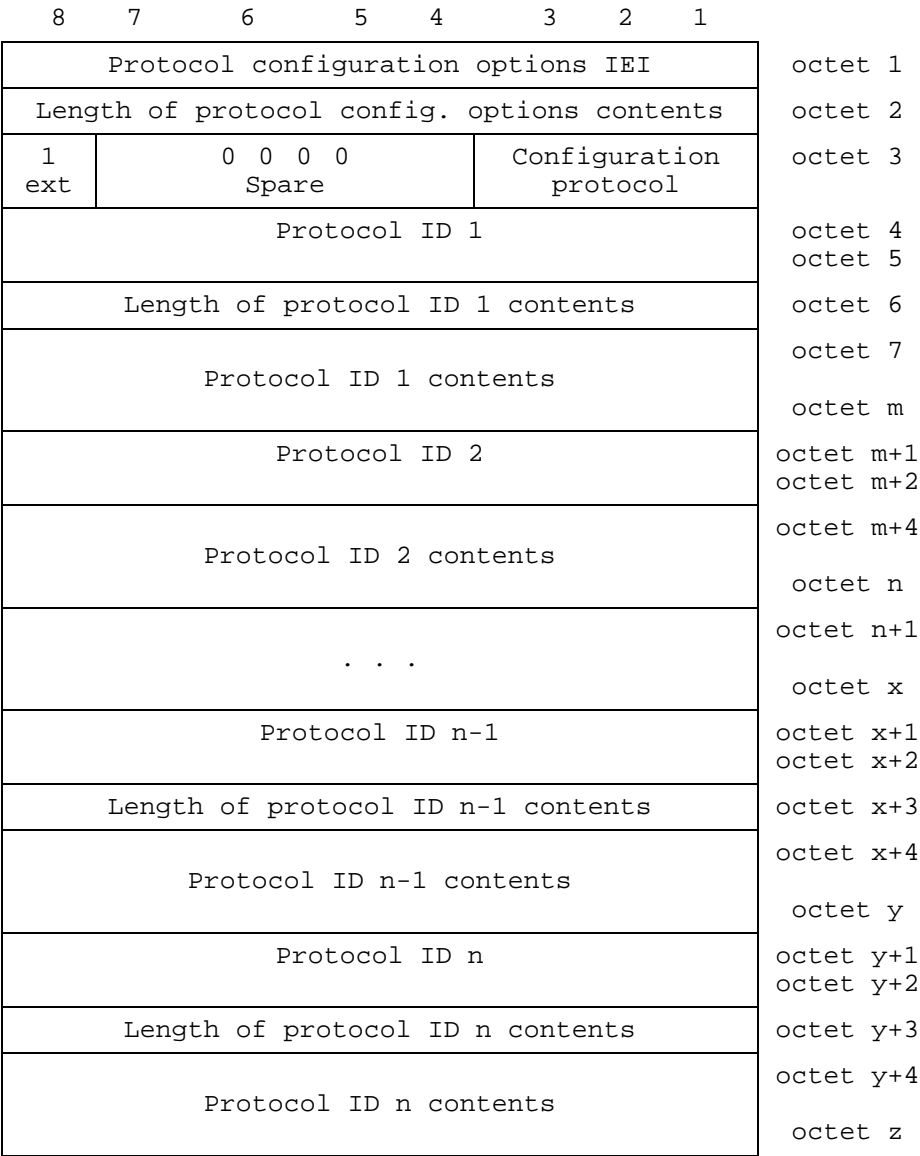 8 7 6 5 4 3 2 1
Protocol configuration options IEI octet 1
Length of protocol config. options contents octet 2
1 0 0 0 0 Configuration octet 3
ext Spare protocol
Protocol ID 1 octet 4
octet 5
Length of protocol ID 1 contents octet 6
octet 7
Protocol ID 1 contents
octet m
Protocol ID 2 octet m+1
octet m+2
octet m+4
Protocol ID 2 contents
octet n
octet n+1
. . .
octet x
Protocol ID n-1 octet x+1
octet x+2
Length of protocol ID n-1 contents octet x+3
octet x+4
Protocol ID n-1 contents
octet y
Protocol ID n octet y+1
octet y+2
Length of protocol ID n contents octet y+3
octet y+4
Protocol ID n contents
octet z